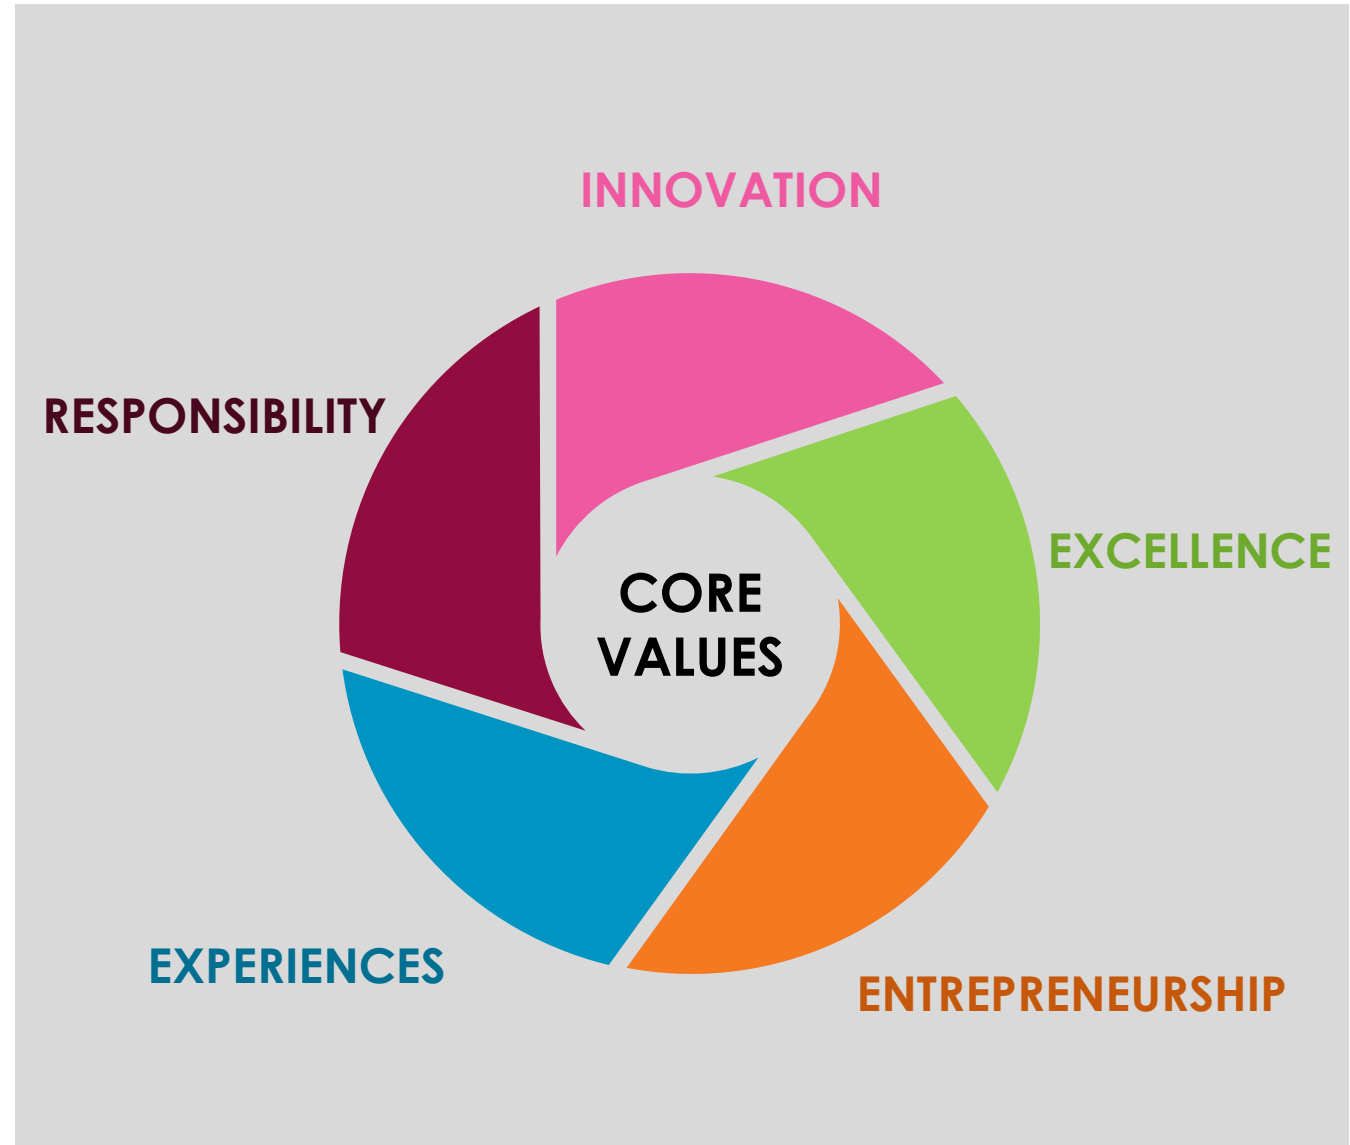 INNOVATION
RESPONSIBILITY
EXCELLENCE
CORE
VALUES
EXPERIENCES
ENTREPRENEURSHIP